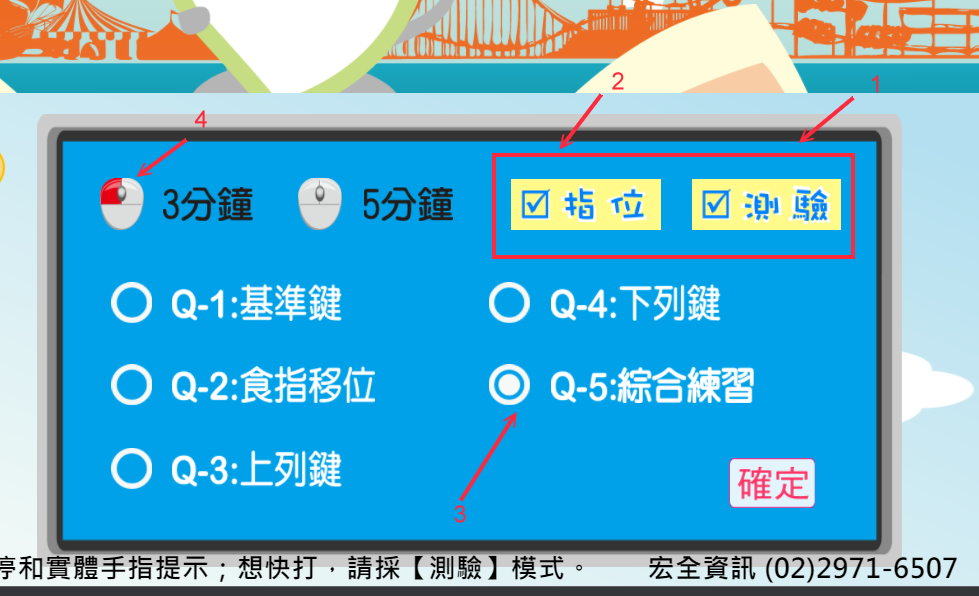 2
1
4
3分鐘 5分鐘 ☑指位 ☑測驗
Q-1:基準鍵 Q-4:下列鍵
Q-2:食指移位 Q-5:綜合練習
Q-3:上列鍵
確定
3
停和實體手指提示；想快打，請採【測驗】模式。 宏全資訊 (02)2971-6507